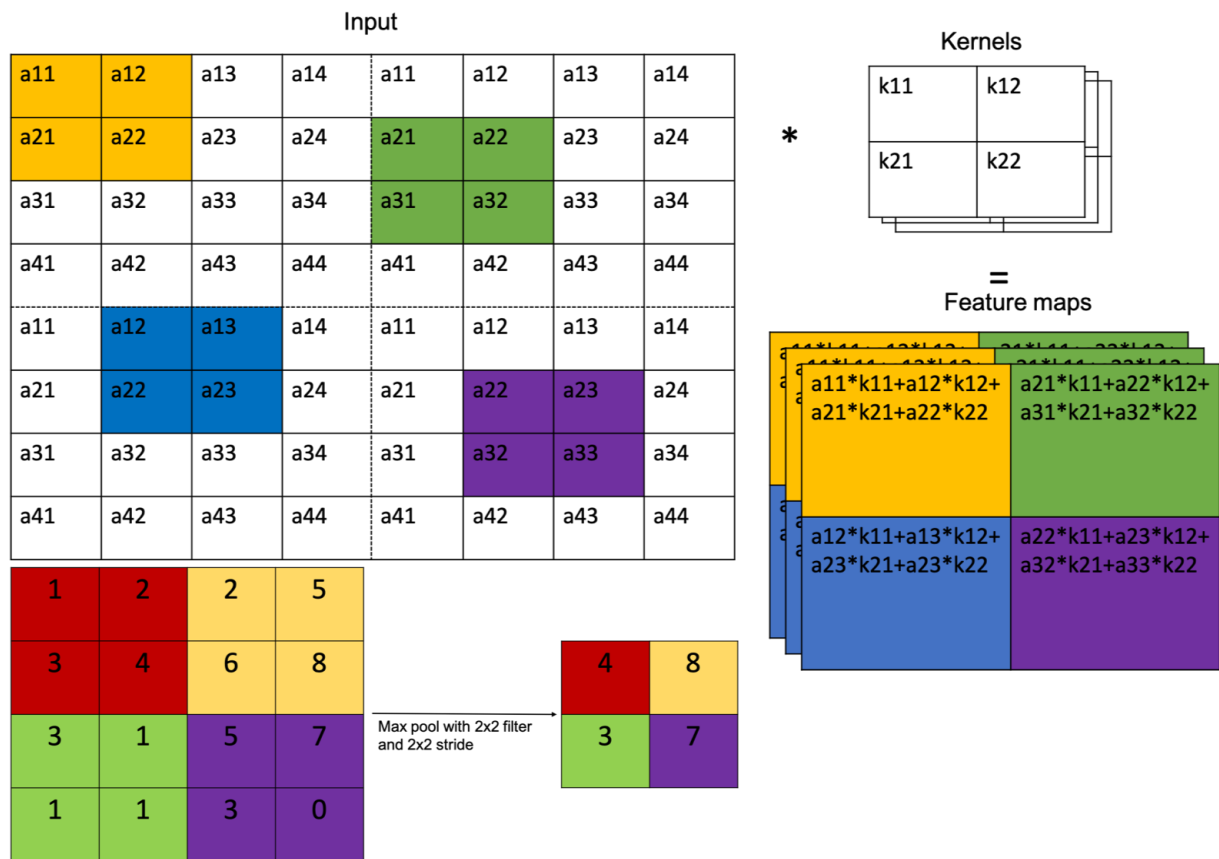 Input
a11 a12 a13 a14 a11 a12 a13 a14
a21 a22 a23 a24 a21 a22 a23 a24
a31 a32 a33 a34 a31 a32 a33 a34
a41 a42 a43 a44 a41 a42 a43 a44
a11 a12 a13 a14 a11 a12 a13 a14
a21 a22 a23 a24 a21 a22 a23 a24
a31 a32 a33 a34 a31 a32 a33 a34
a41 a42 a43 a44 a41 a42 a43 a44
*
Kernels
k11 k12
k21 k22
=
Feature maps
a11*k11+a12*k12+
a21*k21+a22*k22
a21*k11+a22*k12+
a31*k21+a32*k22
a12*k11+a13*k12+
a23*k21+a23*k22
a22*k11+a23*k12+
a32*k21+a33*k22
1 2 2 5
3 4 6 8
3 1 5 7
1 1 3 0
Max pool with 2x2 filter
and 2x2 stride
4 8
3 7